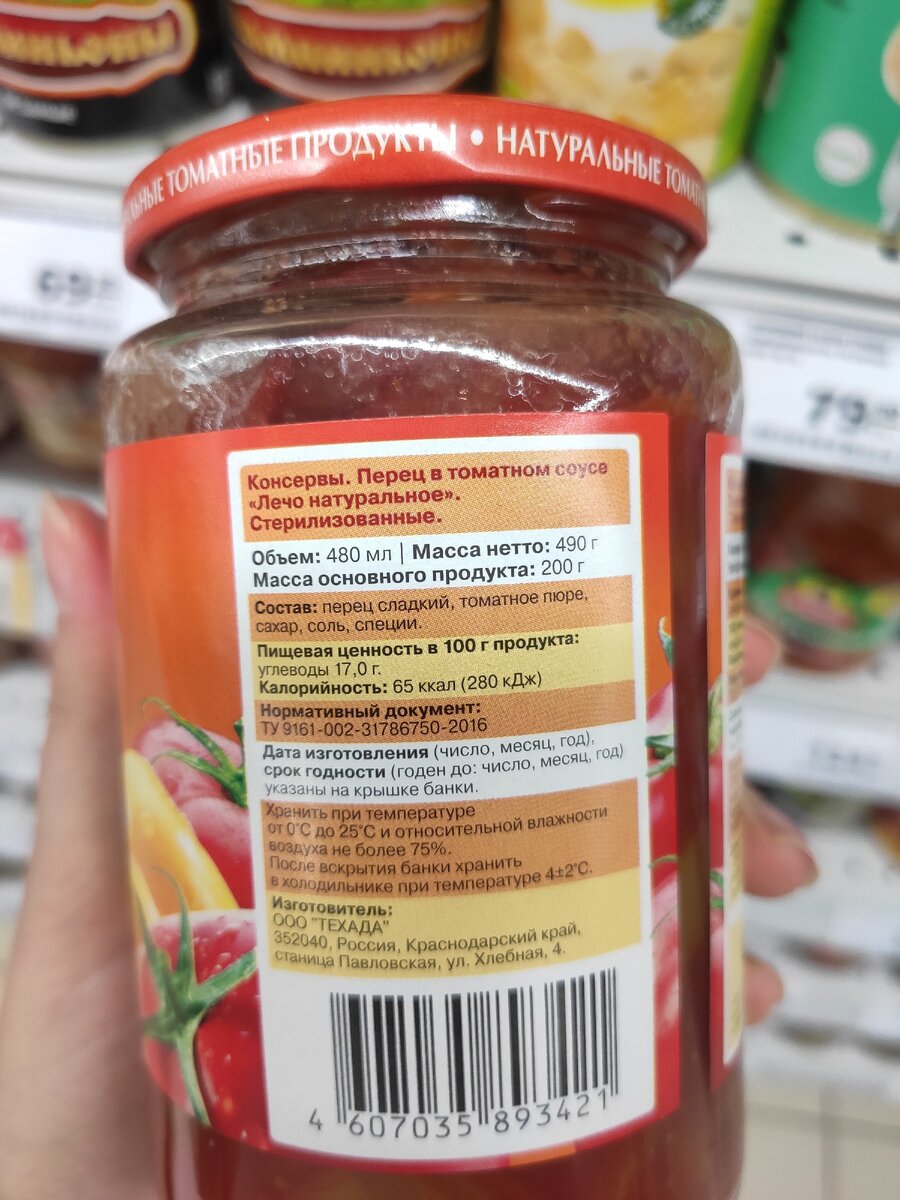 ТОМАТНЫЕ ПРОДУКТЫ • НАТУРАЛЬНЫЕ
79
Консервы. Перец в томатном соусе
«Лечо натуральное».
Стерилизованные.
Объем: 480 мл | Масса нетто: 490 г
Масса основного продукта: 200 г
Состав: перец сладкий, томатное пюре,
сахар, соль, специи.
Пищевая ценность в 100 г продукта:
углеводы 17,0 г.
Калорийность: 65 ккал (280 кДж)
Нормативный документ:
ТУ 9161-002-31786750-2016
Дата изготовления (число, месяц, год),
срок годности (годен до: число, месяц, год)
указаны на крышке банки.
Хранить при температуре
от 0°С до 25°С и относительной влажности
воздуха не более 75%.
После вскрытия банки хранить
в холодильнике при температуре 4±2°С.
Изготовитель:
ООО "ТЕХАДА"
352040, Россия, Краснодарский край,
станица Павловская, ул. Хлебная, 4.
4 607035 893421